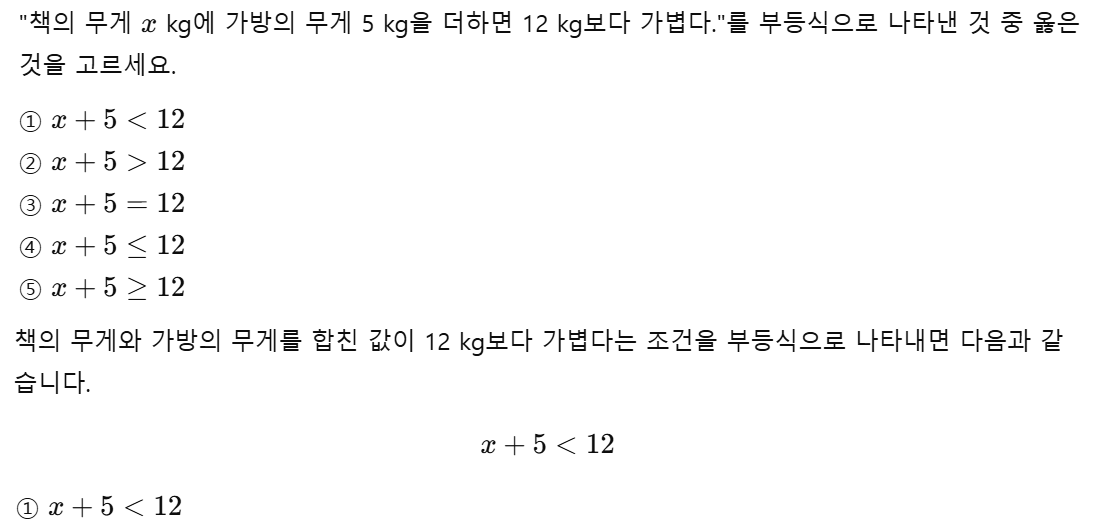 "책의 무게 x kg에 가방의 무게 5 kg을 더하면 12 kg보다 가볍다."를 부등식으로 나타낸 것 중 옳은
것을 고르세요.
① x + 5 < 12
② x + 5 > 12
③ x + 5 = 12
④ x + 5 ≤ 12
⑤ x + 5 ≥ 12
책의 무게와 가방의 무게를 합친 값이 12 kg보다 가볍다는 조건을 부등식으로 나타내면 다음과 같
습니다.
x + 5 < 12
① x + 5 < 12